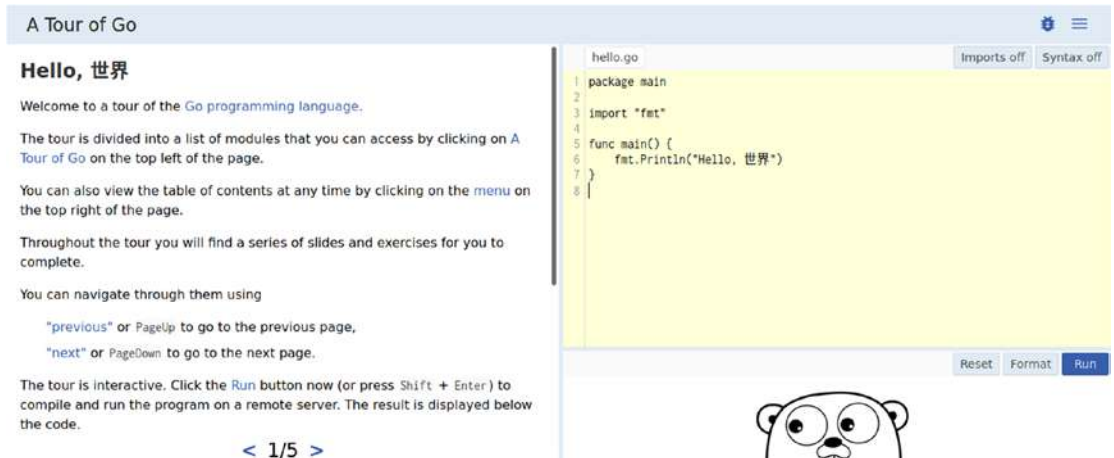 A Tour of Go
Hello, 世界
Welcome to a tour of the Go programming language.
The tour is divided into a list of modules that you can access by clicking on A
Tour of Go on the top left of the page.
You can also view the table of contents at any time by clicking on the menu on
the top right of the page.
Throughout the tour you will find a series of slides and exercises for you to
complete.
You can navigate through them using
"previous" or PageUp to go to the previous page,
"next" or PageDown to go to the next page.
The tour is interactive. Click the Run button now (or press Shift + Enter) to
compile and run the program on a remote server. The result is displayed below
the code.
< 1/5 >
hello.go
Imports off Syntax off
1 package main
2
3 import "fmt"
4
5 func main() {
6 fmt.Println("Hello, 世界")
7 }
8
Reset Format Run